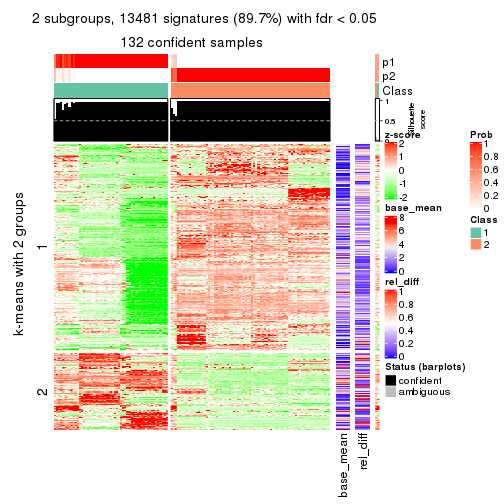 2 subgroups, 13481 signatures (89.7%) with fdr < 0.05
132 confident samples
p1
p2
Class
1
0.5
0
Silhouette
score
k-means with 2 groups
1
2
z-score
2
1
0
-1
-2
base_mean
8
6
4
2
0
rel_diff
1
0.8
0.6
0.4
0.2
0
Status (barplots)
confident
ambiguous
Prob
1
0.8
0.6
0.4
0.2
0
Class
1
2
base_mean
rel_diff